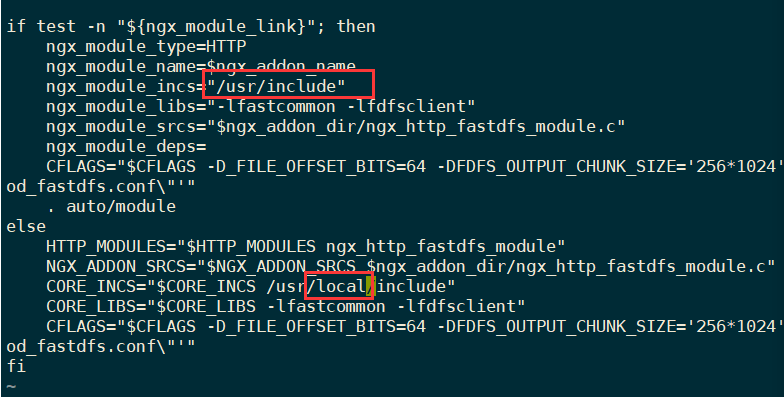 if test -n "${ngx_module_link}"; then
    ngx_module_type=HTTP
    ngx_module_name=$ngx_addon_name
    ngx_module_incs="/usr/include"
    ngx_module_libs="-lfastcommon -lfdfsclient"
    ngx_module_srcs="$ngx_addon_dir/ngx_http_fastdfs_module.c"
    ngx_module_deps=
    CFLAGS="$CFLAGS -D_FILE_OFFSET_BITS=64 -DFDFS_OUTPUT_CHUNK_SIZE='256*1024'
od_fastdfs.conf\"'"
    . auto/module
else
    HTTP_MODULES="$HTTP_MODULES ngx_http_fastdfs_module"
    NGX_ADDON_SRCS="$NGX_ADDON_SRCS $ngx_addon_dir/ngx_http_fastdfs_module.c"
    CORE_INCS="$CORE_INCS /usr/local/include"
    CORE_LIBS="$CORE_LIBS -lfastcommon -lfdfsclient"
    CFLAGS="$CFLAGS -D_FILE_OFFSET_BITS=64 -DFDFS_OUTPUT_CHUNK_SIZE='256*1024'
od_fastdfs.conf\"'"
fi
~